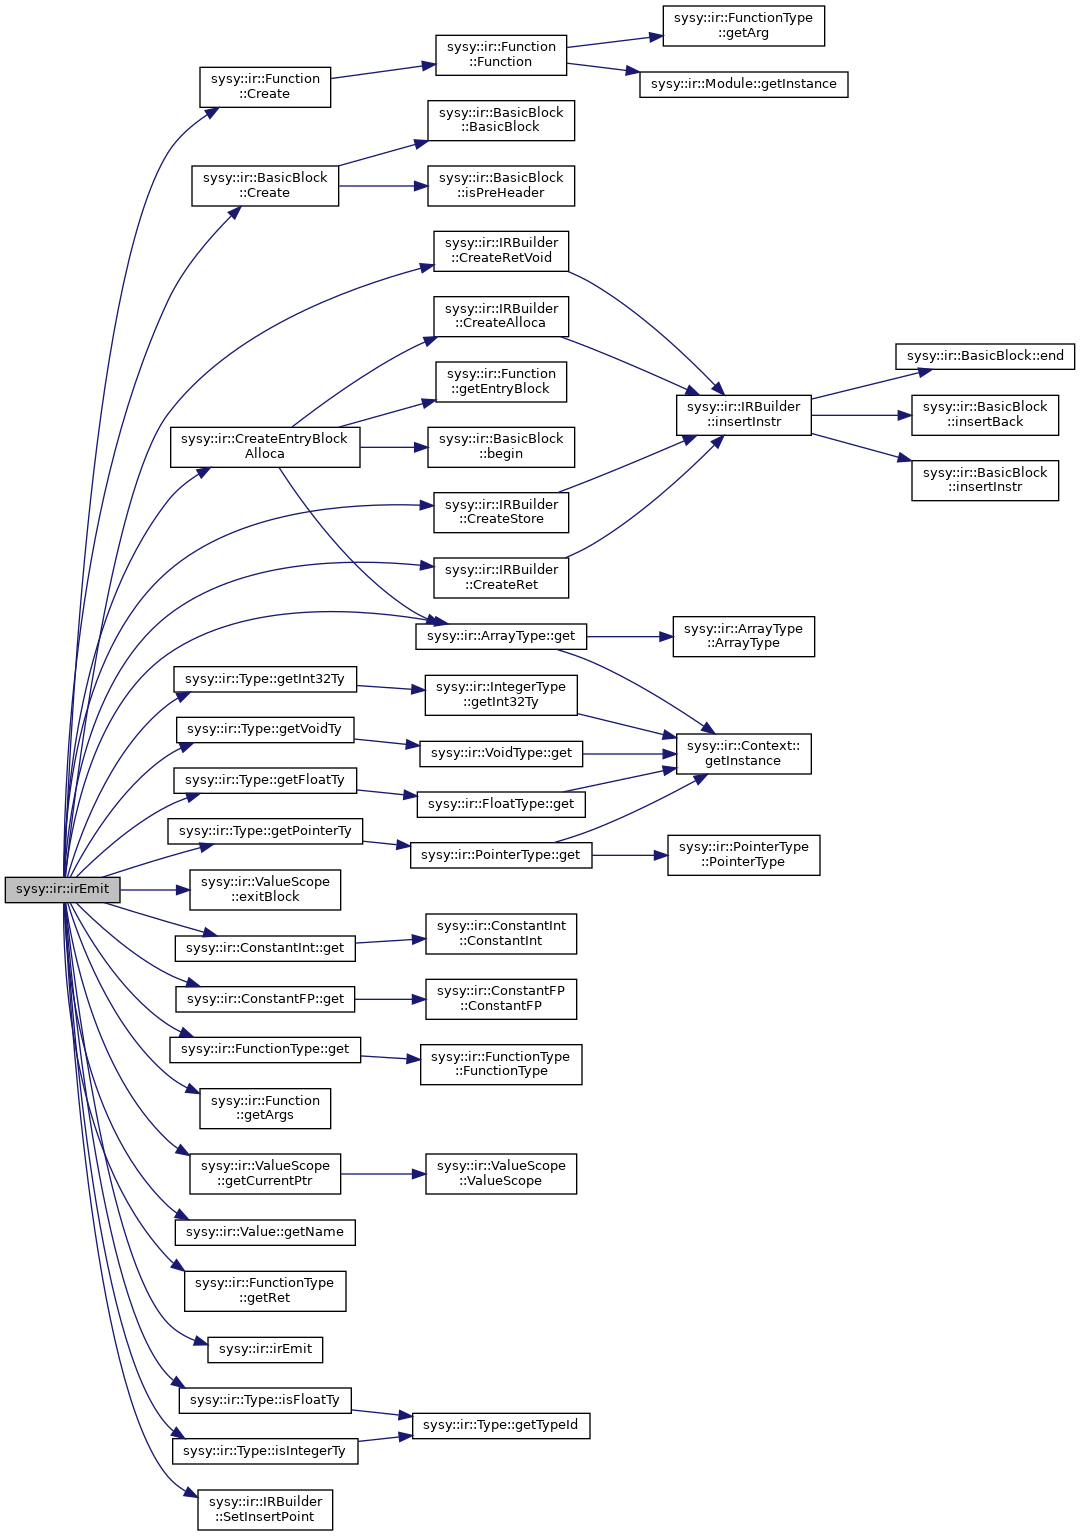 sysy::ir::FunctionType
::getArg
sysy::ir::Function
::Function
sysy::ir::Module::getInstance
sysy::ir::Function
::Create
sysy::ir::BasicBlock
::BasicBlock
sysy::ir::BasicBlock
::Create
sysy::ir::BasicBlock
::isPreHeader
sysy::ir::IRBuilder
::CreateRetVoid
sysy::ir::IRBuilder
::CreateAlloca
sysy::ir::BasicBlock::end
sysy::ir::Function
::getEntryBlock
sysy::ir::IRBuilder
::insertInstr
sysy::ir::BasicBlock
::insertBack
sysy::ir::CreateEntryBlock
Alloca
sysy::ir::BasicBlock
::begin
sysy::ir::BasicBlock
::insertInstr
sysy::ir::IRBuilder
::CreateStore
sysy::ir::IRBuilder
::CreateRet
sysy::ir::ArrayType::get
sysy::ir::ArrayType
::ArrayType
sysy::ir::Type::getInt32Ty
sysy::ir::IntegerType
::getInt32Ty
sysy::ir::Type::getVoidTy
sysy::ir::VoidType::get
sysy::ir::Context::
getInstance
sysy::ir::Type::getFloatTy
sysy::ir::FloatType::get
sysy::ir::Type::getPointerTy
sysy::ir::PointerType::get
sysy::ir::PointerType
::PointerType
sysy::ir::irEmit
sysy::ir::ValueScope
::exitBlock
sysy::ir::ConstantInt::get
sysy::ir::ConstantInt
::ConstantInt
sysy::ir::ConstantFP::get
sysy::ir::ConstantFP
::ConstantFP
sysy::ir::FunctionType::get
sysy::ir::FunctionType
::FunctionType
sysy::ir::Function
::getArgs
sysy::ir::ValueScope
::getCurrentPtr
sysy::ir::ValueScope
::ValueScope
sysy::ir::Value::getName
sysy::ir::FunctionType
::getRet
sysy::ir::irEmit
sysy::ir::Type::isFloatTy
sysy::ir::Type::getTypeId
sysy::ir::Type::isIntegerTy
sysy::ir::IRBuilder
::SetInsertPoint